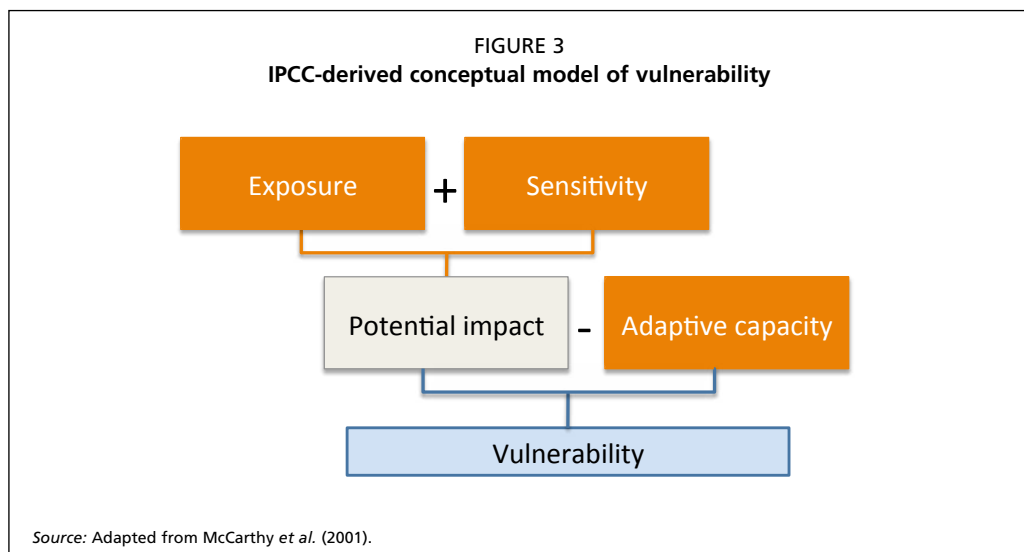 FIGURE 3
IPCC-derived conceptual model of vulnerability
Exposure + Sensitivity
Potential impact - Adaptive capacity
Vulnerability
Source: Adapted from McCarthy et al. (2001).